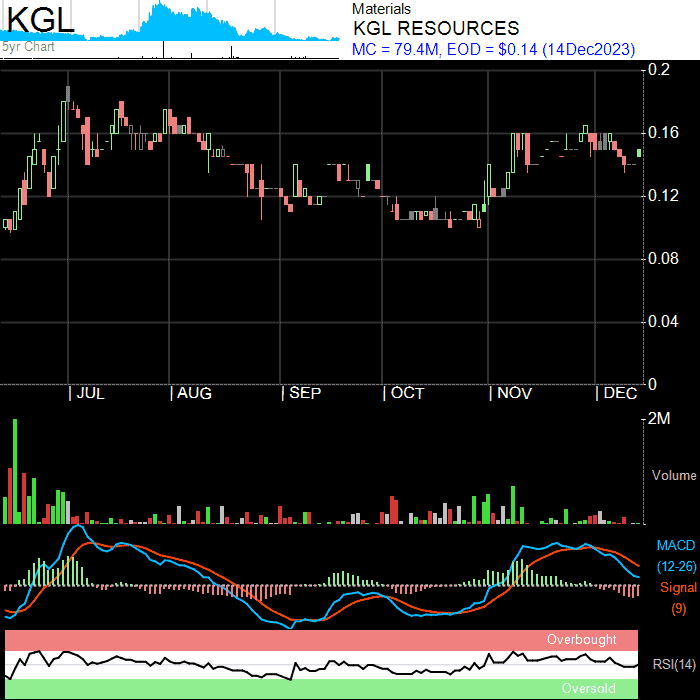 KGL
5yr Chart
Materials
KGL RESOURCES
MC = 79.4M, EOD = $0.14 (14Dec2023)
0.2
0.16
0.12
0.08
0.04
0
JUL
AUG
SEP
OCT
NOV
DEC
2M
Volume
MACD
(12-26)
Signal
(9)
Overbought
RSI(14)
Oversold